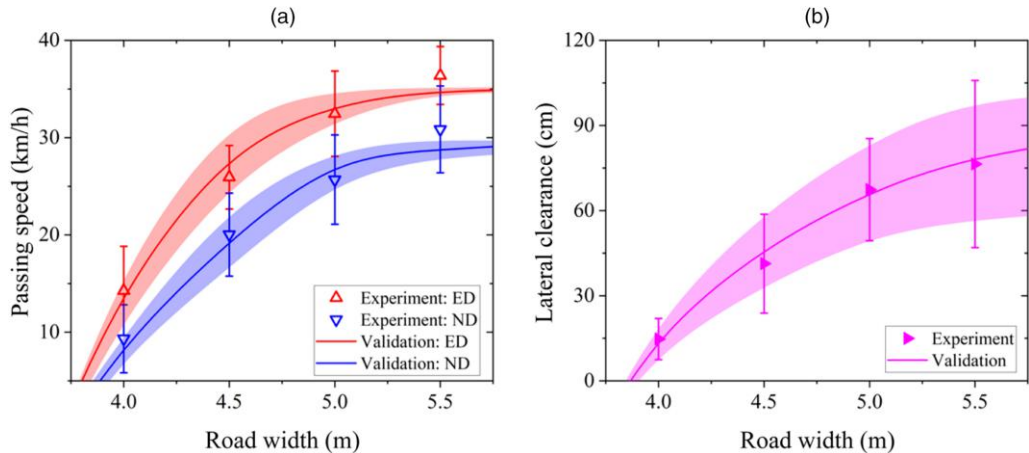 (a)
40
30
20
10
Passing speed (km/h)
4.0 4.5 5.0 5.5
Road width (m)
Experiment: ED
Experiment: ND
Validation: ED
Validation: ND
(b)
120
90
60
30
0
Lateral clearance (cm)
4.0 4.5 5.0 5.5
Road width (m)
Experiment
Validation